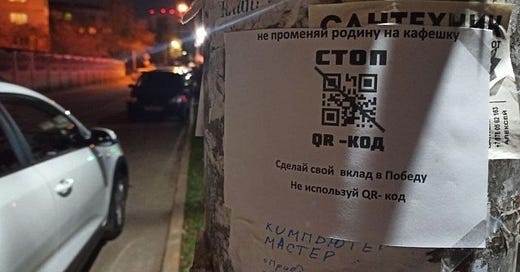 САНТЕХНИК
не променяй родину на кафешку
СТОП
QR -КОД
Сделай свой вклад в Победу
Не используй QR- код
Алексей
КОМПЬЮТЕР
МАСТЕР